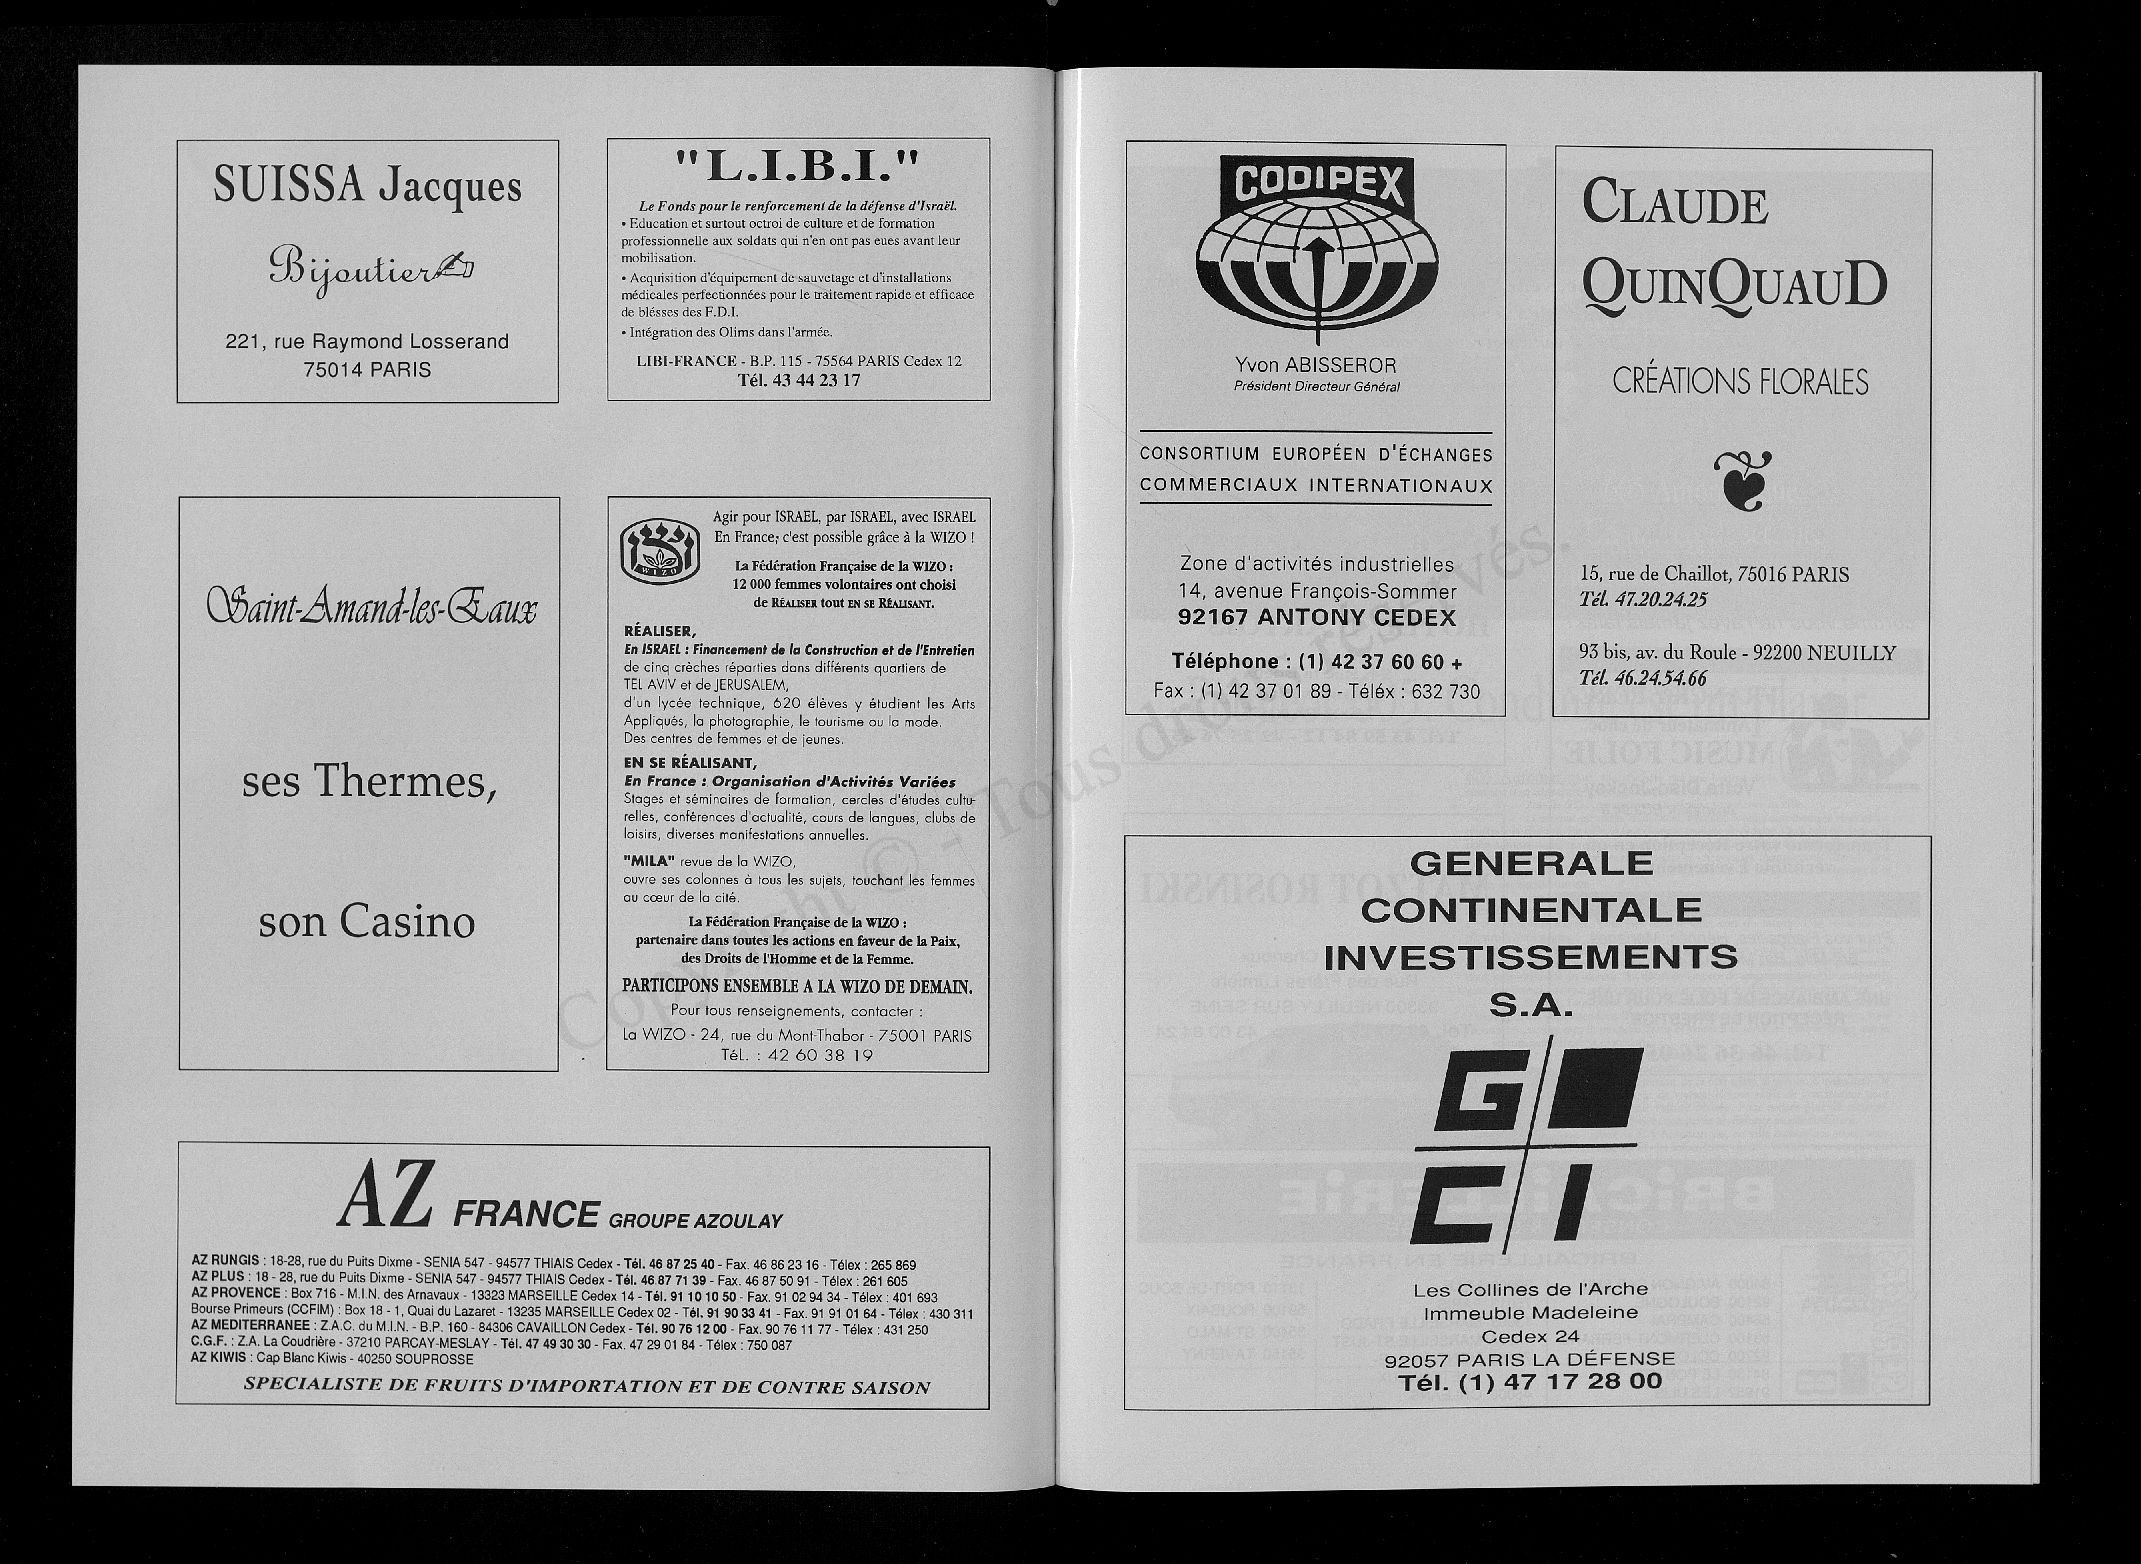 SUISSA Jacques
Bijoutier
221, rue Raymond Losserand
75014 PARIS
"L.I.B.I."
Le Fonds pour le renforcement de la défense d'Israël.
• Education et surtout octroi de culture et de formation
professionnelle aux soldats qui n'en ont pas eues avant leur
mobilisation.
• Acquisition d'équipement de sauvetage et d'installations
médicales perfectionnées pour le traitement rapide et efficace
de bléssés des F.D.I.
• Intégration des Olims dans l'armée.
LIBI-FRANCE - B.P. 115 - 75564 PARIS Cedex 12
Tél. 43 44 23 17
Saint-Amand-les-Eaux
ses Thermes,
son Casino
WIZO
Agir pour ISRAEL, par ISRAEL, avec ISRAEL
En France, c'est possible grâce à la WIZO !
La Fédération Française de la WIZO :
12 000 femmes volontaires ont choisi
de RÉALISER tout EN SE RÉALISANT.
RÉALISER,
En ISRAEL : Financement de la Construction et de l'Entretien
de cinq crèches réparties dans différents quartiers de
TEL AVIV et de JERUSALEM,
d'un lycée technique, 620 élèves y étudient les Arts
Appliqués, la photographie, le tourisme ou la mode.
Des centres de femmes et de jeunes.
EN SE RÉALISANT,
En France : Organisation d'Activités Variées
Stages et séminaires de formation, cercles d'études cultu-
relles, conférences d'actualité, cours de langues, clubs de
loisirs, diverses manifestations annuelles.
"MILA" revue de la WIZO,
ouvre ses colonnes à tous les sujets, touchant les femmes
au cœur de la cité.
La Fédération Française de la WIZO :
partenaire dans toutes les actions en faveur de la Paix,
des Droits de l'Homme et de la Femme.
PARTICIPONS ENSEMBLE A LA WIZO DE DEMAIN.
Pour tous renseignements, contacter :
La WIZO - 24, rue du Mont-Thabor - 75001 PARIS
TéL. : 42 60 38 19
AZ FRANCE GROUPE AZOULAY
AZ RUNGIS : 18-28, rue du Puits Dixme - SENIA 547 - 94577 THIAIS Cedex - Tél. 46 87 25 40 - Fax. 46 86 23 16 - Télex : 265 869
AZ PLUS : 18 - 28, rue du Puits Dixme - SENIA 547 - 94577 THIAIS Cedex - Tél. 46 87 71 39 - Fax. 46 87 50 91 - Télex : 261 605
AZ PROVENCE : Box 716 - M.I.N. des Arnavaux - 13323 MARSEILLE Cedex 14 - Tél. 91 10 10 50 - Fax. 91 02 94 34 - Télex : 401 693
Bourse Primeurs (CCFIM) : Box 18 - 1, Quai du Lazaret - 13235 MARSEILLE Cedex 02 - Tél. 91 90 33 41 - Fax. 91 91 01 64 - Télex : 430 311
AZ MEDITERRANEE : Z.A.C. du M.I.N. - B.P. 160 - 84306 CAVAILLON Cedex - Tél. 90 76 12 00 - Fax. 90 76 11 77 - Télex : 431 250
C.G.F. : Z.A. La Coudrière - 37210 PARCAY-MESLAY - Tél. 47 49 30 30 - Fax. 47 29 01 84 - Télex : 750 087
AZ KIWIS : Cap Blanc Kiwis - 40250 SOUPROSSE
SPECIALISTE DE FRUITS D'IMPORTATION ET DE CONTRE SAISON
CODIPEX
Yvon ABISSEROR
Président Directeur Général
CONSORTIUM EUROPÉEN D'ÉCHANGES
COMMERCIAUX INTERNATIONAUX
Zone d'activités industrielles
14, avenue François-Sommer
92167 ANTONY CEDEX
Téléphone : (1) 42 37 60 60 +
Fax : (1) 42 37 01 89 - Téléx : 632 730
CLAUDE
QUINQUAUD
CRÉATIONS FLORALES
15, rue de Chaillot, 75016 PARIS
Tél. 47.20.24.25
93 bis, av. du Roule - 92200 NEUILLY
Tél. 46.24.54.66
GENERALE
CONTINENTALE
INVESTISSEMENTS
S.A.
G
CI
Les Collines de l'Arche
Immeuble Madeleine
Cedex 24
92057 PARIS LA DÉFENSE
Tél. (1) 47 17 28 00
Copyright © - Tous droits réservés.